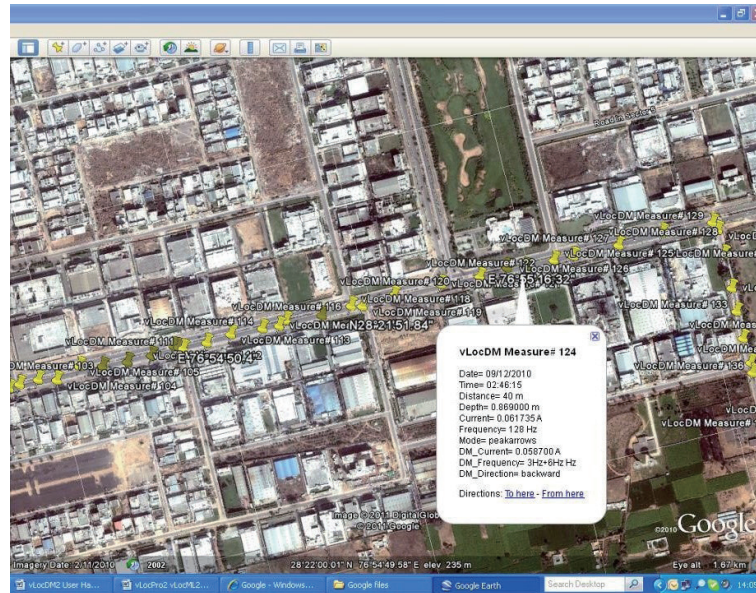 Road in Sectors
vLocDM Measure# 129
vLocDM Measure# 128
vLocDM Measure# 127
vLocDM Measure# 125
vLocDM Measure# 126
vLocDM Measure# 122
E 76°55'16.32"
vLocDM Measure# 120
vLocDM Measure# 118
vLocDM Measure# 119
vLocDM Measure# 116
N28°21'51.84"
vLocDM Measure# 114
vLocDM Measure# 113
vLocDM Measure# 111
E 76°54'50.4"
vLocDM Measure# 103
vLocDM Measure# 105
vLocDM Measure# 104
vLocDM Measure# 133
vLocDM Measure# 136
vLocDM Measure#
vLocDM Measure# 124
Date= 09/12/2010
Time= 02:46:15
Distance= 40 m
Depth= 0.869000 m
Current= 0.061735 A
Frequency= 128 Hz
Mode= peakarrows
DM_Current= 0.058700 A
DM_Frequency= 3Hz+6Hz Hz
DM_Direction= backward
Directions: To here - From here
Image © 2011 DigitalGlob
© 2011 Google
©2010 Google
Imagery Date: 2/11/2010 2002 28°22'00.01" N 76°54'49.58" E elev 235 m Eye alt 1.67 km
vLocDM2 User Ha... vLocPro2 vLocML2... Google - Windows... Google files Google Earth Search Desktop 14:05